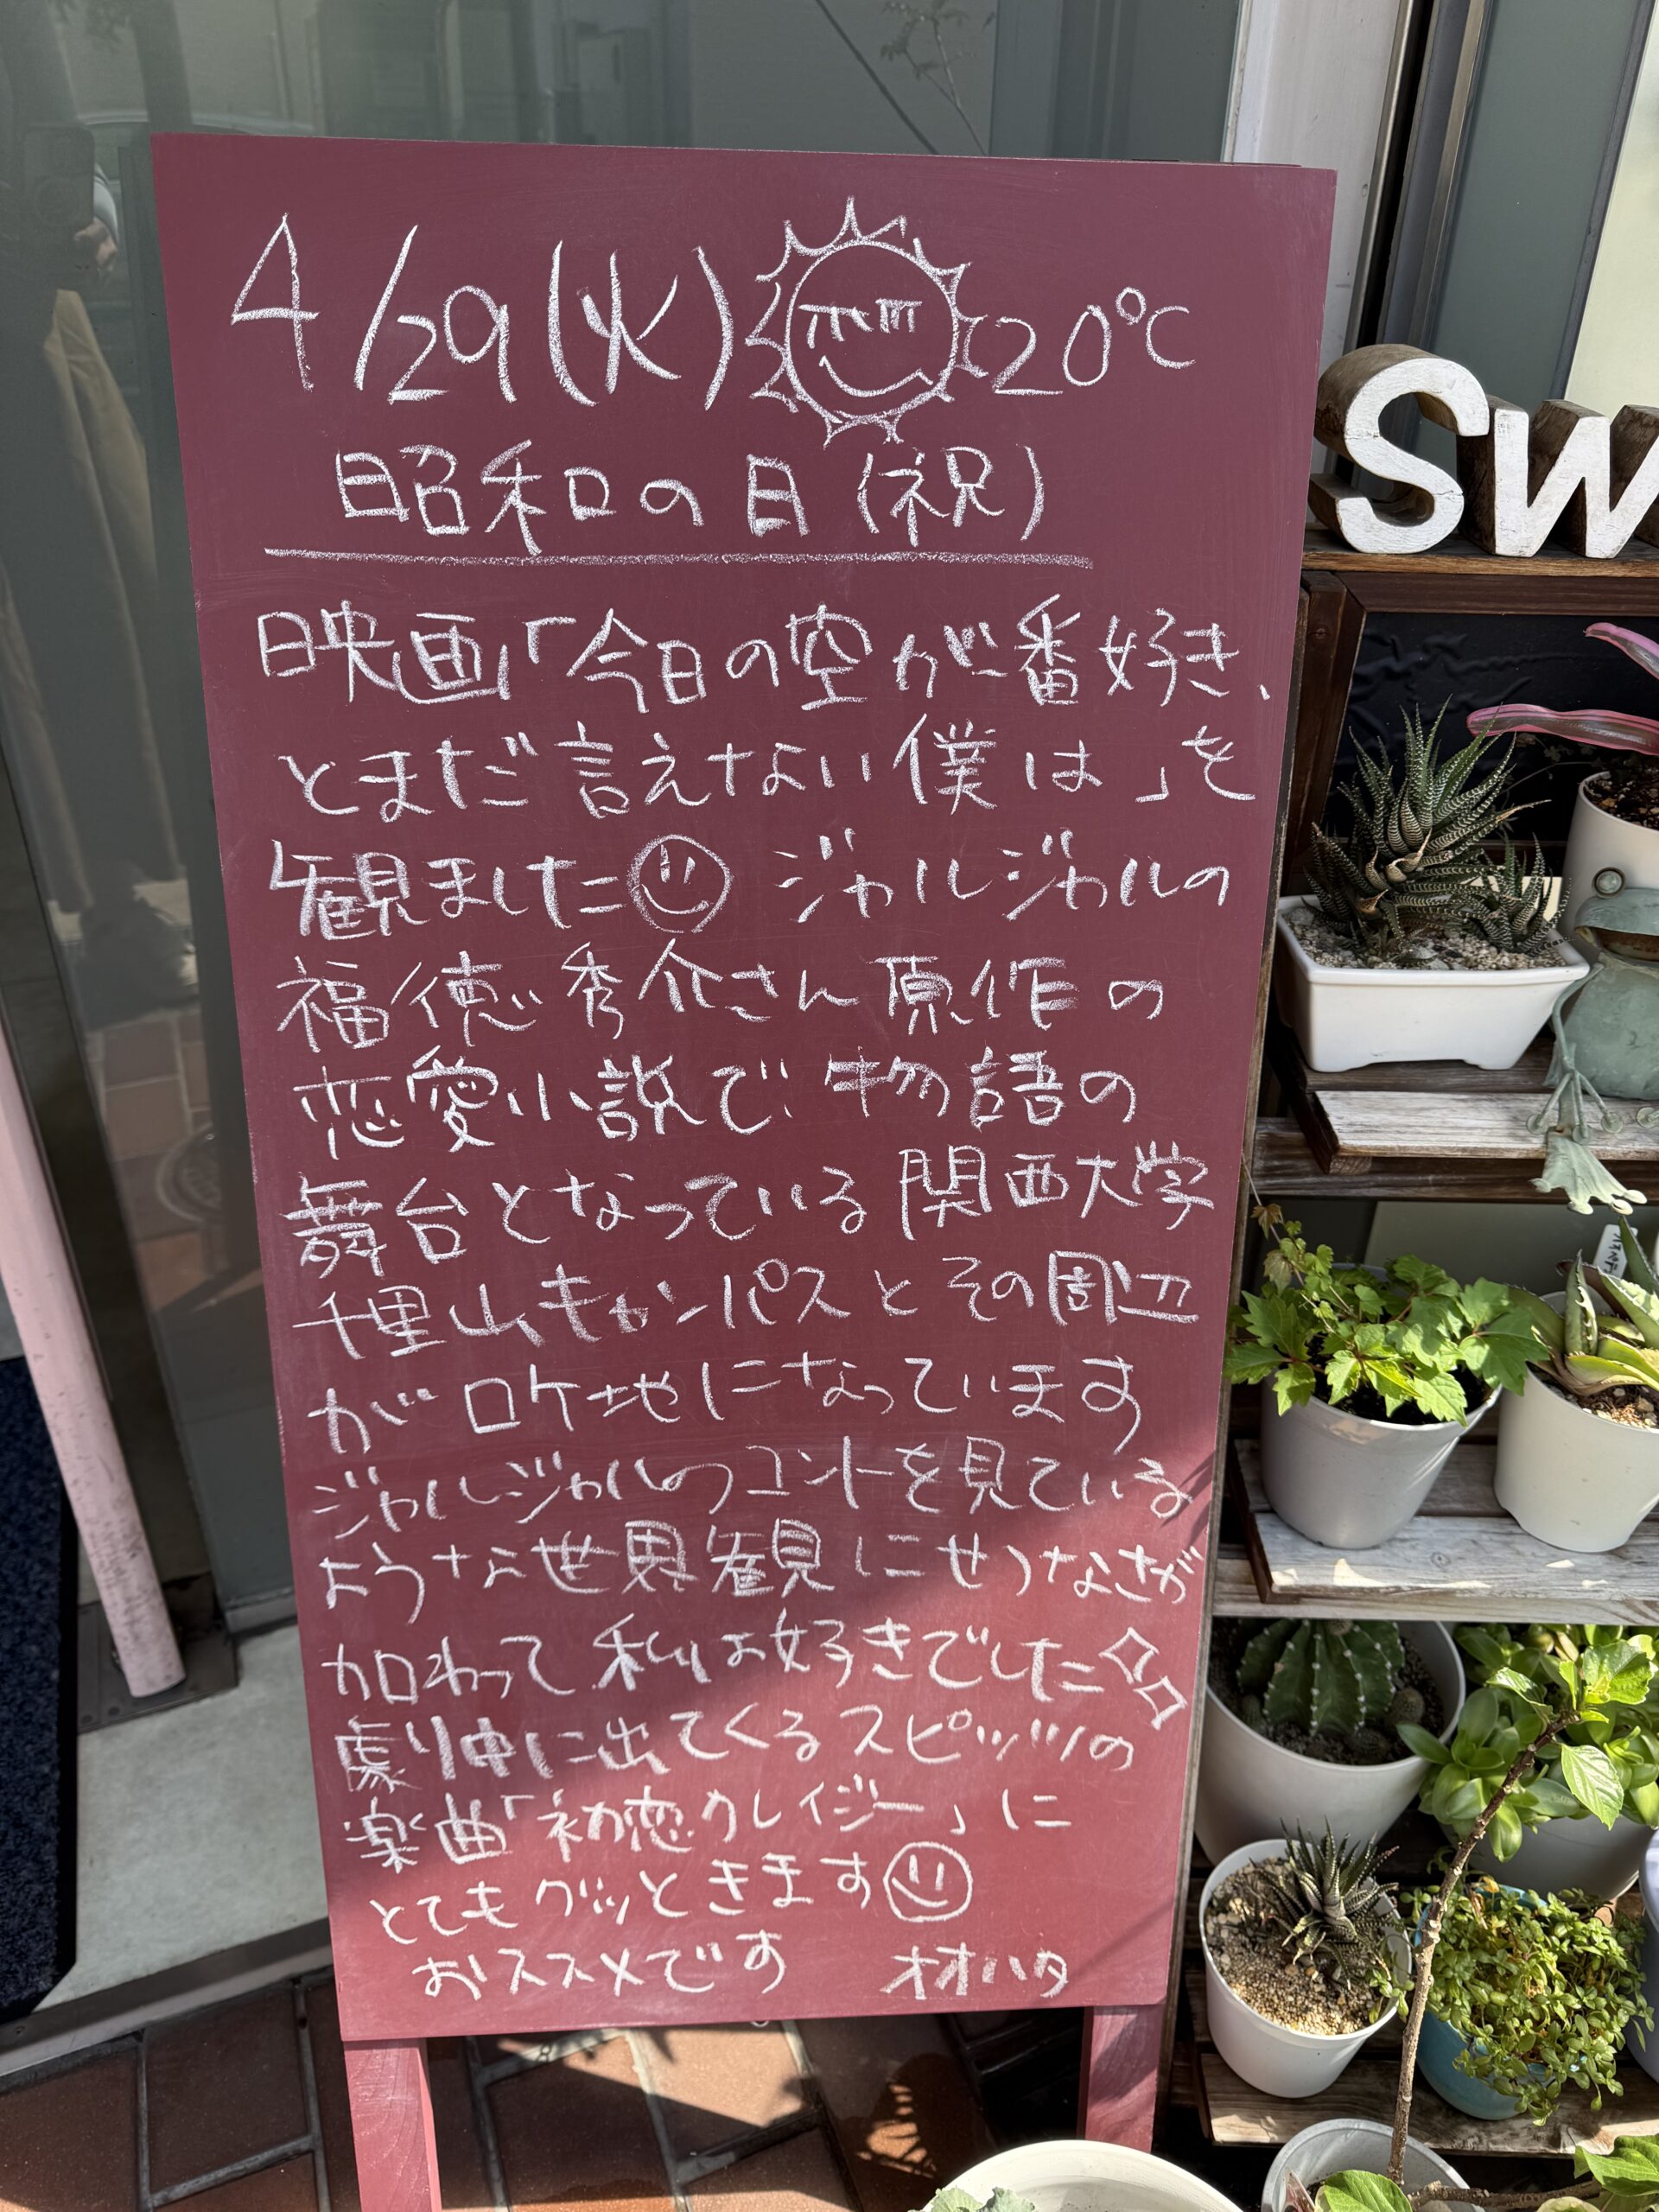 4/29(火) 20℃
昭和の日(祝)
映画「今日の空が一番好き、
とまだ言えない僕は」を
観ました ジャルジャルの
福徳秀介さん原作の
恋愛小説で物語の
舞台となっている関西大学
千里山キャンパスとその周辺
がロケ地になっています
ジャルジャルのコントを見ている
ような世界観にせつなさが
加わって私は好きでした
劇中に出てくるスピッツの
楽曲「初恋クレイジー」に
とてもグッときます
おススメです オオハタ
Sw